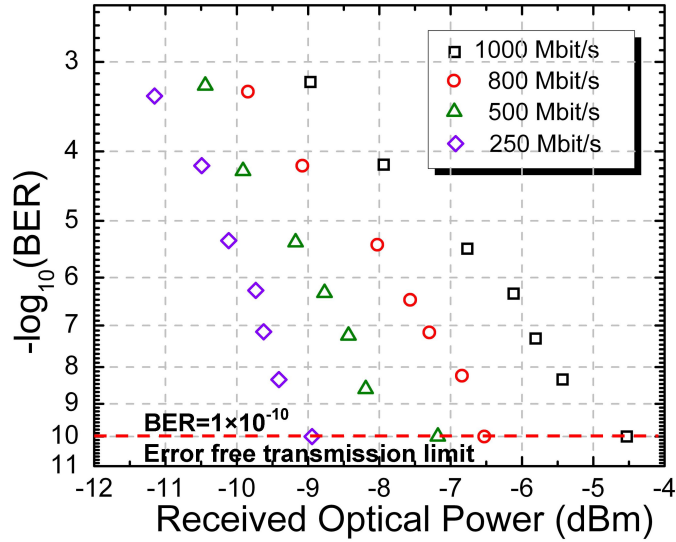 1000 Mbit/s
800 Mbit/s
500 Mbit/s
250 Mbit/s
-log10(BER)
3
4
5
6
7
8
9
10
11
BER=1×10-10
Error free transmission limit
-12 -11 -10 -9 -8 -7 -6 -5 -4
Received Optical Power (dBm)